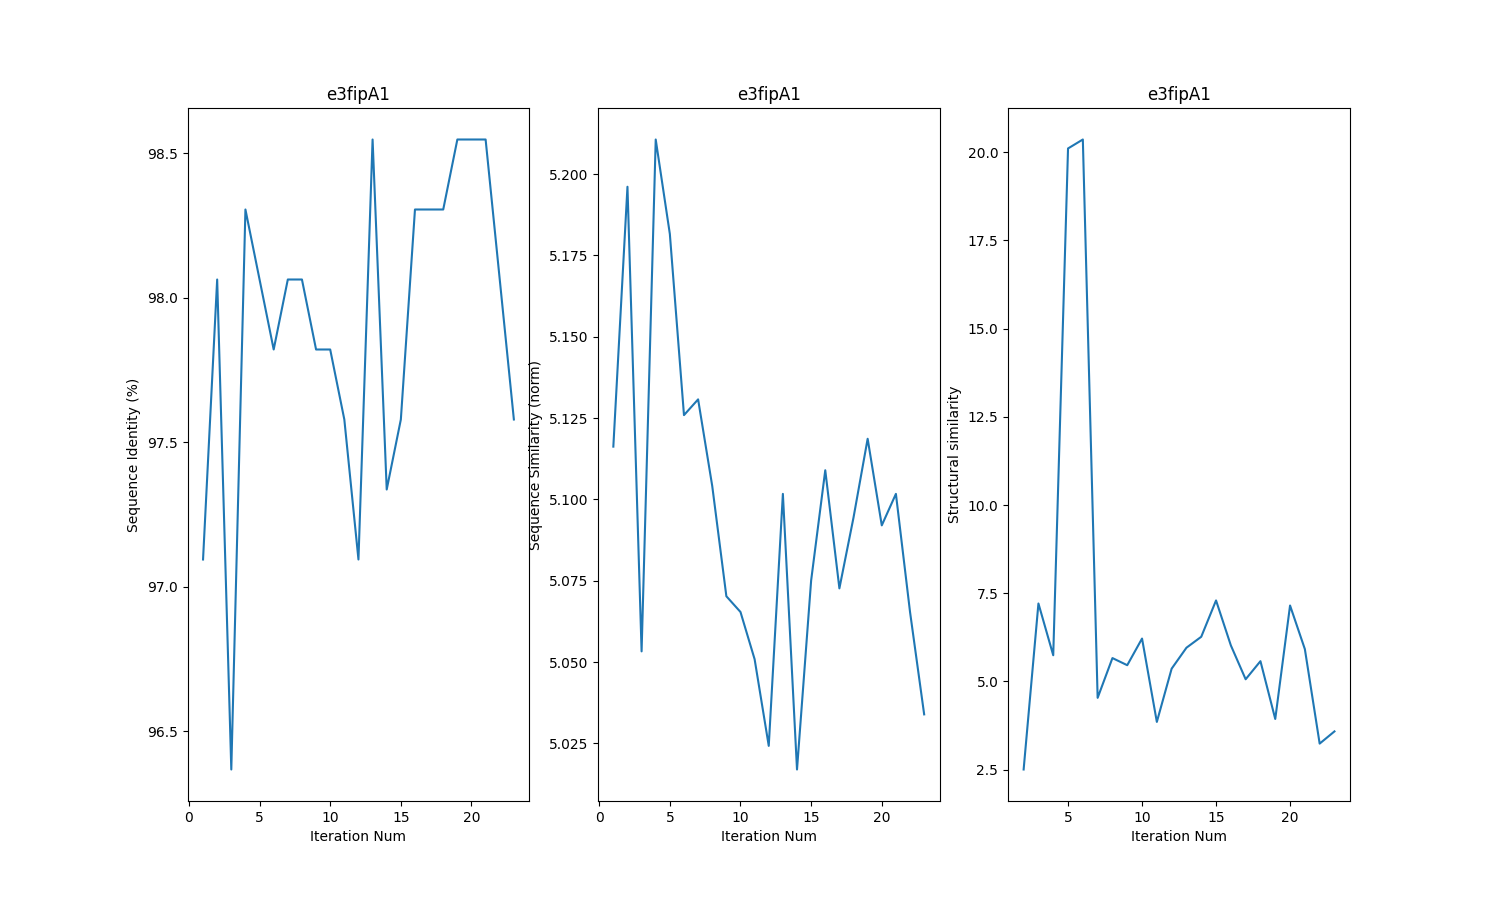 e3fipA1
98.5
98.0
97.5
97.0
96.5
Sequence Identity (%)
0 5 10 15 20
Iteration Num
e3fipA1
5.200
5.175
5.150
5.125
5.100
5.075
5.050
5.025
Sequence Similarity (norm)
0 5 10 15 20
Iteration Num
e3fipA1
20.0
17.5
15.0
12.5
10.0
7.5
5.0
2.5
Structural similarity
5 10 15 20
Iteration Num